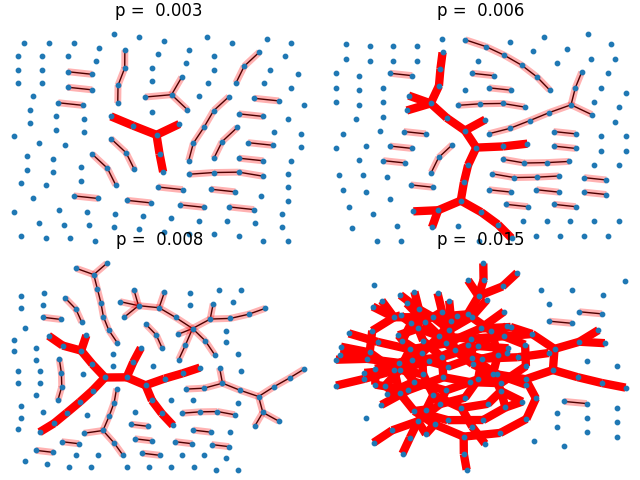 p = 0.003
p = 0.006
p = 0.008
p = 0.015